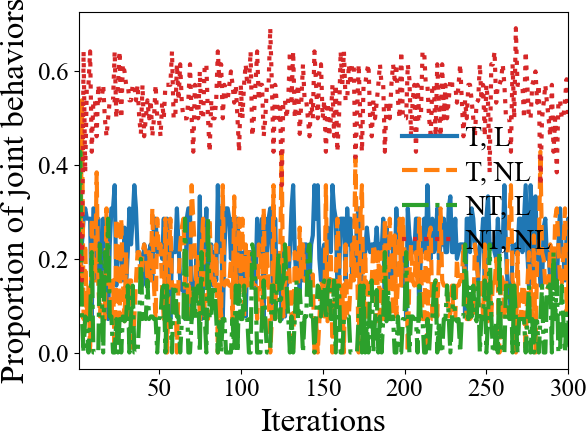 Proportion of joint behaviors
0.6
0.4
0.2
0.0
T, L
T, NL
NT, L
NT, NL
50
100
150
200
250
300
Iterations